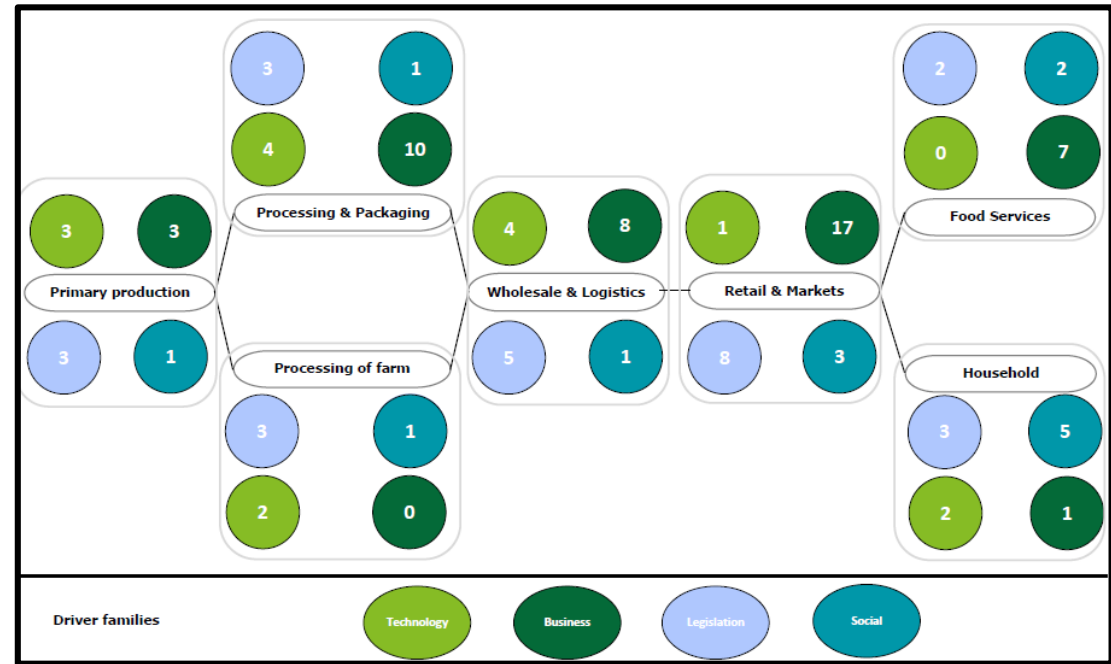 3 1
4 10
Processing & Packaging
2 2
0 7
Food Services
3 3
Primary production
3 1
4 8
Wholesale & Logistics
5 1
1 17
Retail & Markets
8 3
Processing of farm
3 1
2 0
Household
3 5
2 1
Driver families
Technology
Business
Legislation
Social